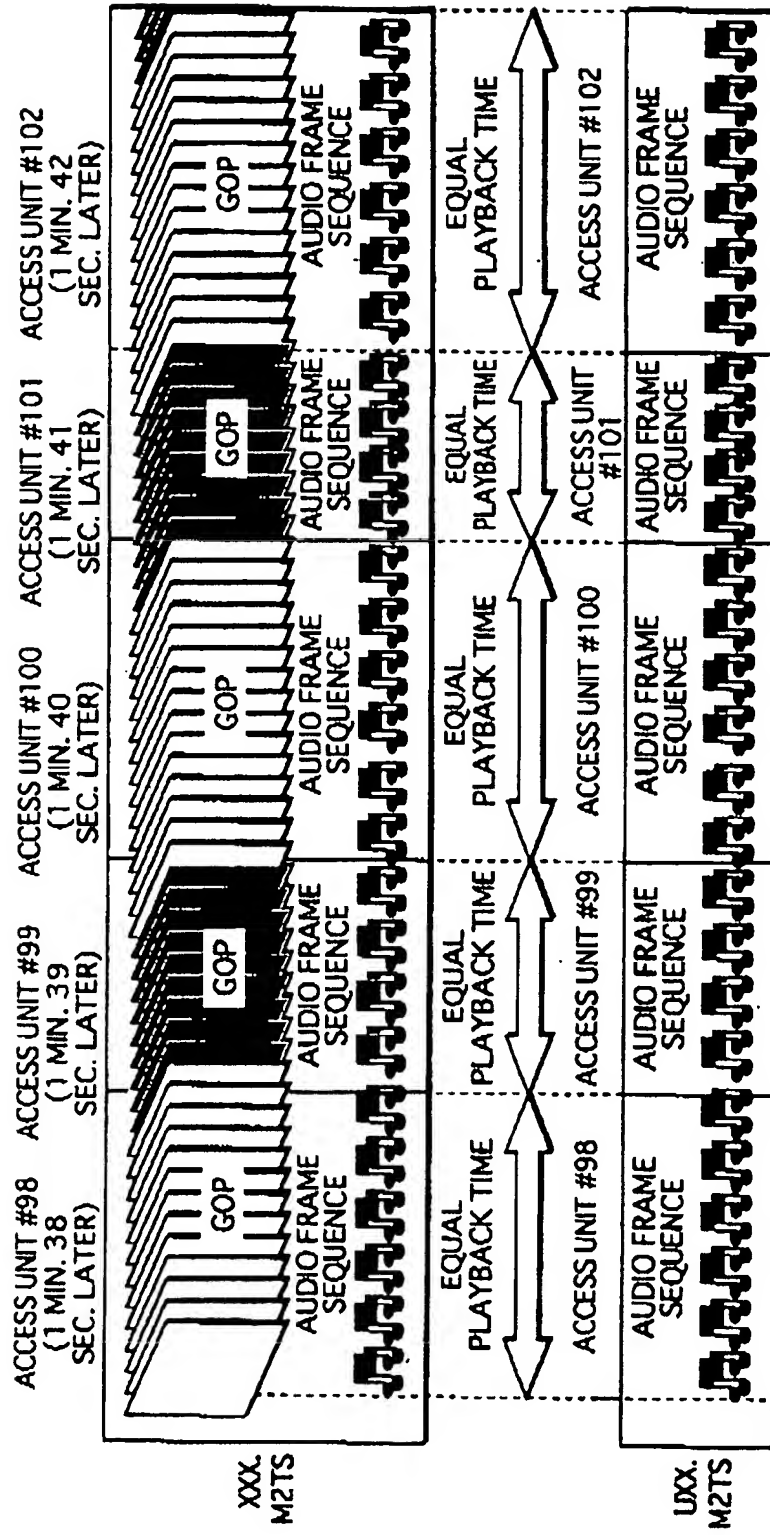 ACCESS UNIT #98
(1 MIN. 38
SEC. LATER)
ACCESS UNIT #99
(1 MIN. 39
SEC. LATER)
ACCESS UNIT #100
(1 MIN. 40
SEC. LATER)
ACCESS UNIT #101
(1 MIN. 41
SEC. LATER)
ACCESS UNIT #102
(1 MIN. 42
SEC. LATER)
XXX.
M2TS
GOP
GOP
GOP
GOP
GOP
AUDIO FRAME
SEQUENCE
AUDIO FRAME
SEQUENCE
AUDIO FRAME
SEQUENCE
AUDIO FRAME
SEQUENCE
AUDIO FRAME
SEQUENCE
EQUAL
PLAYBACK TIME
EQUAL
PLAYBACK TIME
EQUAL
PLAYBACK TIME
EQUAL
PLAYBACK TIME
EQUAL
PLAYBACK TIME
ACCESS UNIT #98
ACCESS UNIT #99
ACCESS UNIT #100
ACCESS UNIT
#101
ACCESS UNIT #102
UXX.
M2TS
AUDIO FRAME
SEQUENCE
AUDIO FRAME
SEQUENCE
AUDIO FRAME
SEQUENCE
AUDIO FRAME
SEQUENCE
AUDIO FRAME
SEQUENCE